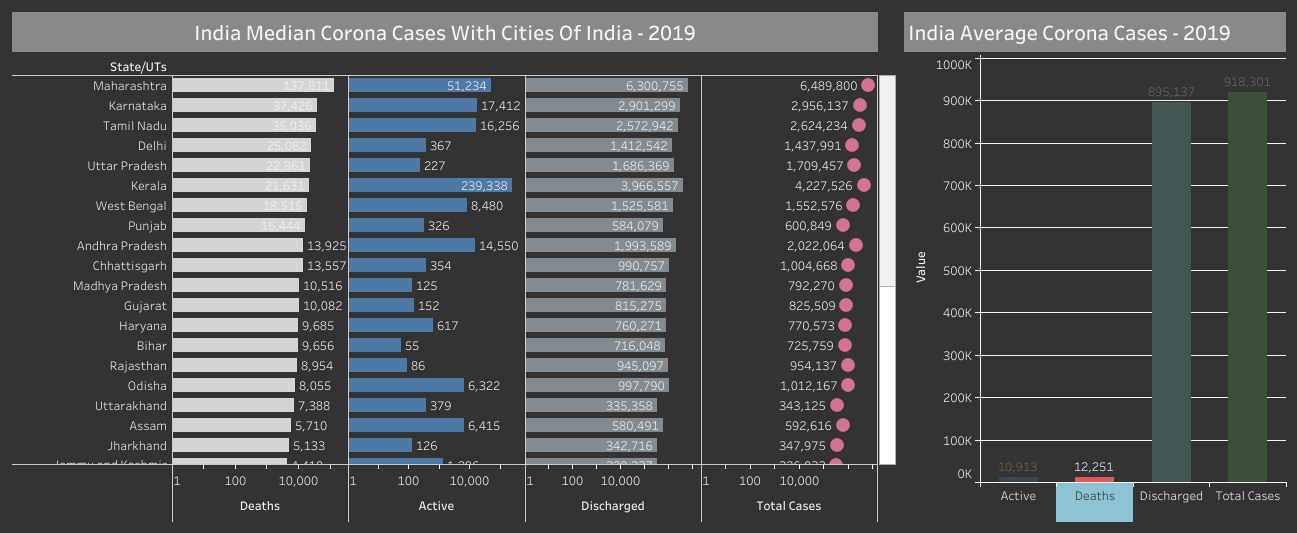 India Median Corona Cases With Cities Of India - 2019
State/UTs
Maharashtra 137,811 51,234 6,300,755 6,489,800
Karnataka 37,426 17,412 2,901,299 2,956,137
Tamil Nadu 35,036 16,256 2,572,942 2,624,234
Delhi 25,082 367 1,412,542 1,437,991
Uttar Pradesh 22,861 227 1,686,369 1,709,457
Kerala 21,631 239,338 3,966,557 4,227,526
West Bengal 18,515 8,480 1,525,581 1,552,576
Punjab 16,444 326 584,079 600,849
Andhra Pradesh 13,925 14,550 1,993,589 2,022,064
Chhattisgarh 13,557 354 990,757 1,004,668
Madhya Pradesh 10,516 125 781,629 792,270
Gujarat 10,082 152 815,275 825,509
Haryana 9,685 617 760,271 770,573
Bihar 9,656 55 716,048 725,759
Rajasthan 8,954 86 945,097 954,137
Odisha 8,055 6,322 997,790 1,012,167
Uttarakhand 7,388 379 335,358 343,125
Assam 5,710 6,415 580,491 592,616
Jharkhand 5,133 126 342,716 347,975
Jammu and Kashmir
1 100 10,000 1 100 10,000 1 100 10,000 1 100 10,000
Deaths Active Discharged Total Cases
India Average Corona Cases - 2019
1000K
918,301
895,137
900K
800K
700K
600K
500K
Value
400K
300K
200K
100K
10,913 12,251
0K
Active Deaths Discharged Total Cases